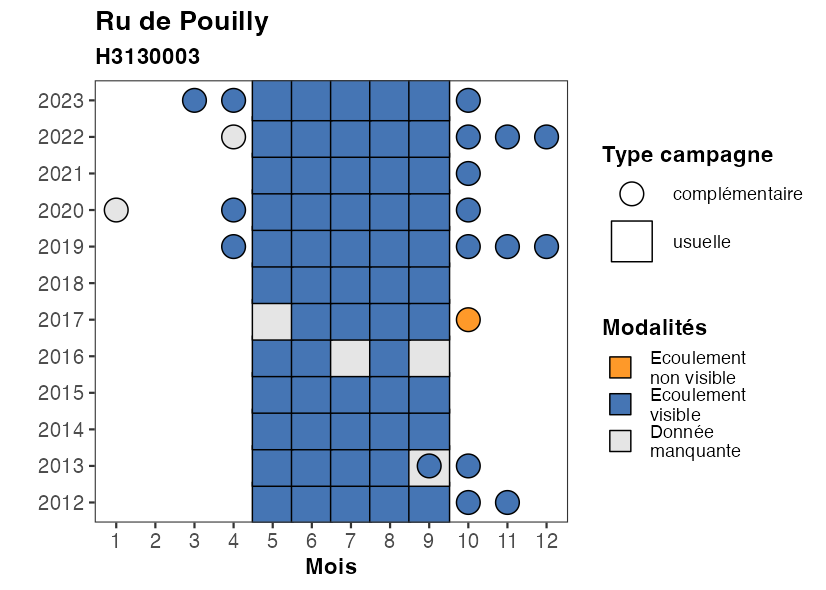 Ru de Pouilly
H3130003
2023
2022
2021
2020
2019
2018
2017
2016
2015
2014
2013
2012
1 2 3 4 5 6 7 8 9 10 11 12
Mois
Type campagne
complémentaire
usuelle
Modalités
Ecoulement
non visible
Ecoulement
visible
Donnée
manquante